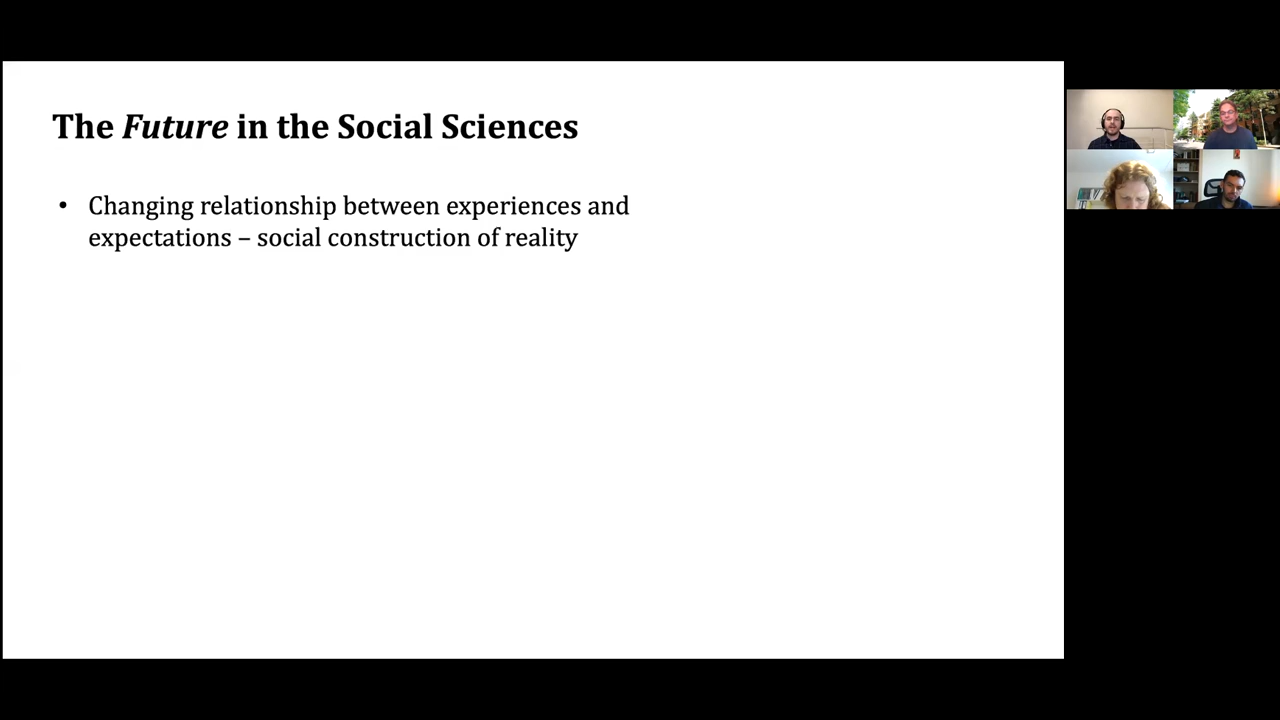 The Future in the Social Sciences
• Changing relationship between experiences and
expectations – social construction of reality